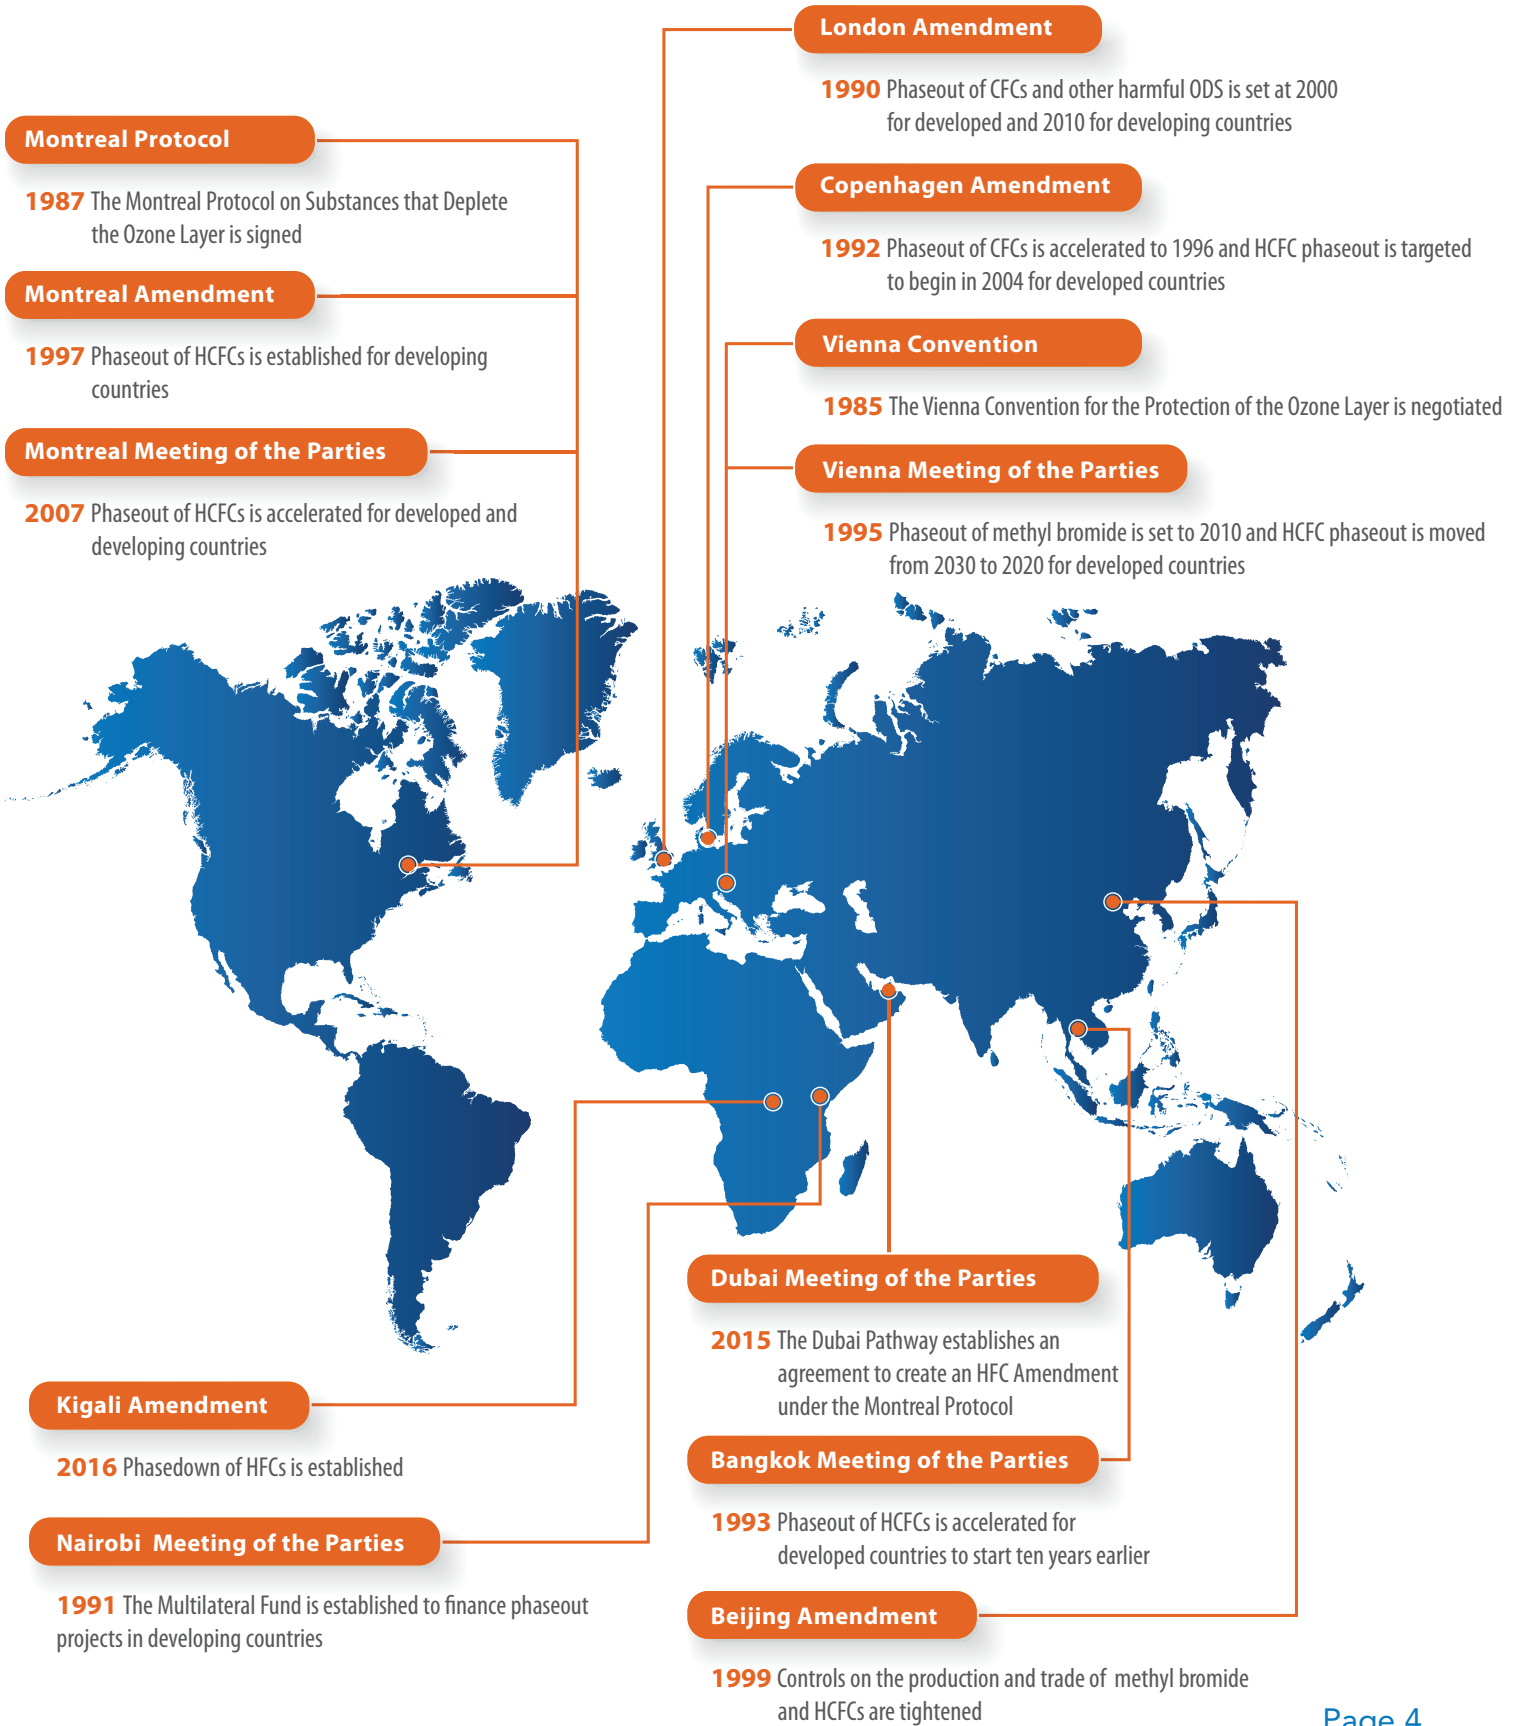 London Amendment
1990 Phaseout of CFCs and other harmful ODS is set at 2000
for developed and 2010 for developing countries
Montreal Protocol
1987 The Montreal Protocol on Substances that Deplete
the Ozone Layer is signed
Copenhagen Amendment
1992 Phaseout of CFCs is accelerated to 1996 and HCFC phaseout is targeted
to begin in 2004 for developed countries
Montreal Amendment
1997 Phaseout of HCFCs is established for developing
countries
Vienna Convention
1985 The Vienna Convention for the Protection of the Ozone Layer is negotiated
Montreal Meeting of the Parties
2007 Phaseout of HCFCs is accelerated for developed and
developing countries
Vienna Meeting of the Parties
1995 Phaseout of methyl bromide is set to 2010 and HCFC phaseout is moved
from 2030 to 2020 for developed countries
Dubai Meeting of the Parties
2015 The Dubai Pathway establishes an
agreement to create an HFC Amendment
under the Montreal Protocol
Kigali Amendment
2016 Phasedown of HFCs is established
Bangkok Meeting of the Parties
1993 Phaseout of HCFCs is accelerated for
developed countries to start ten years earlier
Nairobi Meeting of the Parties
1991 The Multilateral Fund is established to finance phaseout
projects in developing countries
Beijing Amendment
1999 Controls on the production and trade of methyl bromide
and HCFCs are tightened
Page 4